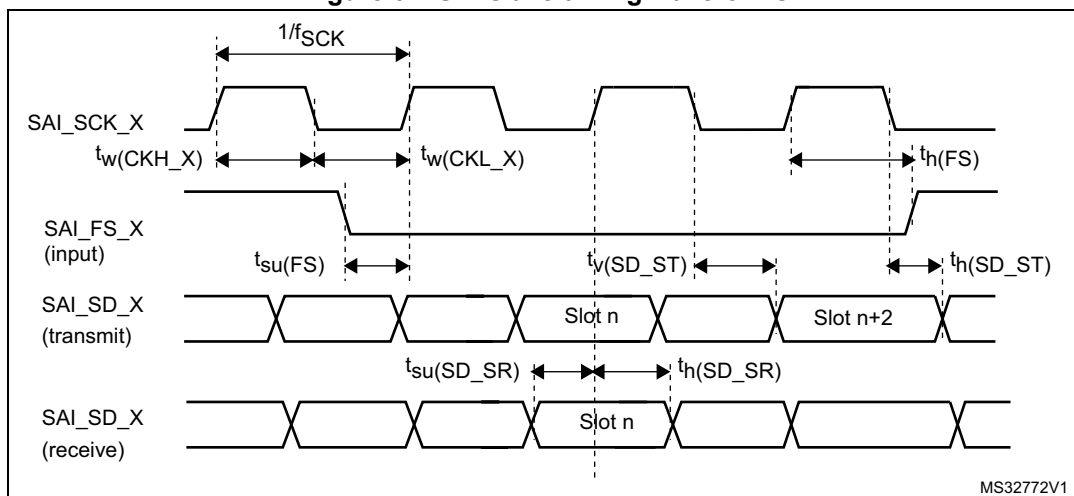 1/fSCK
SAI_SCK_X
tw(CKH_X)
tw(CKL_X)
th(FS)
SAI_FS_X
(input)
tsu(FS)
tv(SD_ST)
th(SD_ST)
SAI_SD_X
(transmit)
Slot n
Slot n+2
tsu(SD_SR)
th(SD_SR)
SAI_SD_X
(receive)
Slot n
MS32772V1